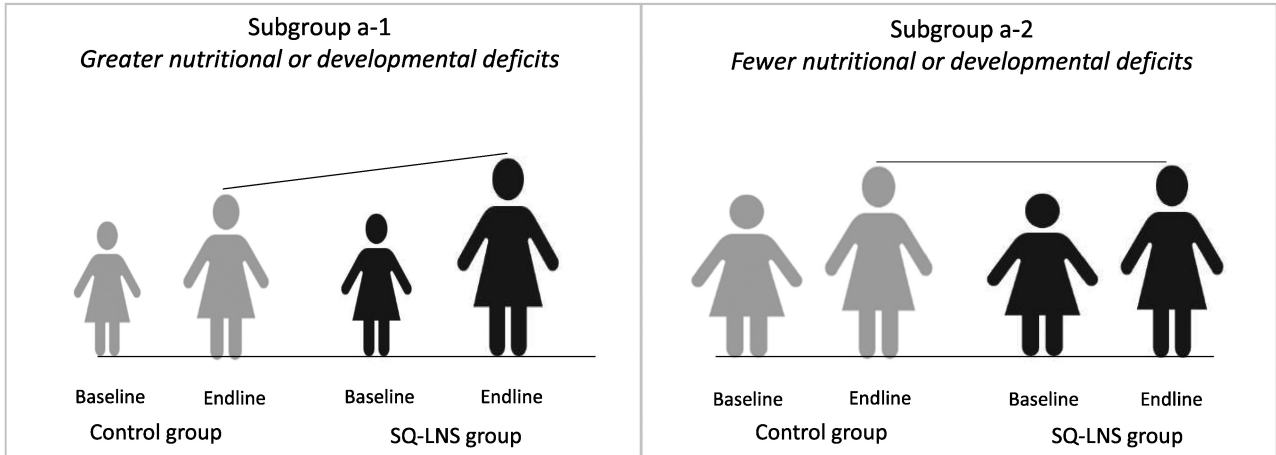 Subgroup a-1
Greater nutritional or developmental deficits
Baseline
Endline
Baseline
Endline
Control group
SQ-LNS group
Subgroup a-2
Fewer nutritional or developmental deficits
Baseline
Endline
Baseline
Endline
Control group
SQ-LNS group